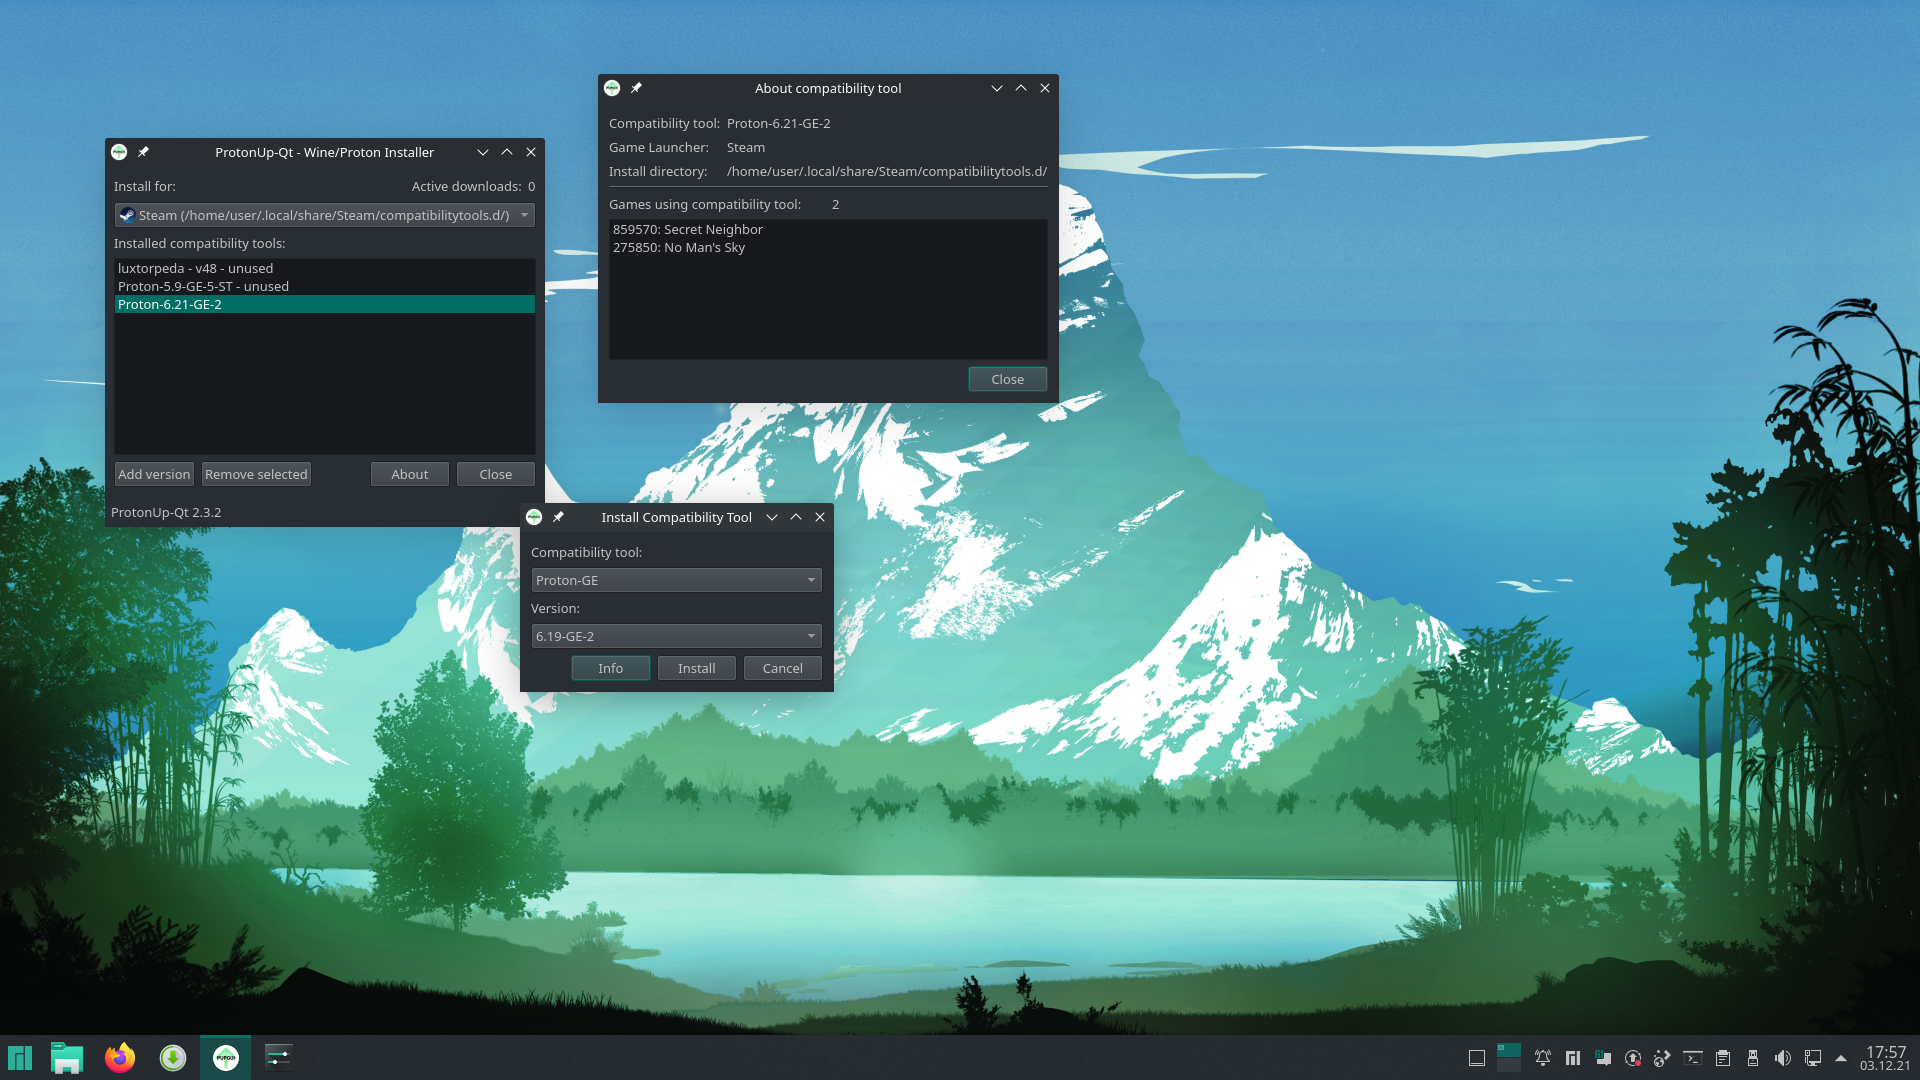 ProtonUp-Qt - Wine/Proton Installer
Install for:
Active downloads: 0
Steam (/home/user/.local/share/Steam/compatibilitytools.d/)
Installed compatibility tools:
luxtorpeda - v48 - unused
Proton-5.9-GE-5-ST - unused
Proton-6.21-GE-2
Add version
Remove selected
About
Close
ProtonUp-Qt 2.3.2
About compatibility tool
Compatibility tool: Proton-6.21-GE-2
Game Launcher: Steam
Install directory: /home/user/.local/share/Steam/compatibilitytools.d/
Games using compatibility tool: 2
859570: Secret Neighbor
275850: No Man's Sky
Close
Install Compatibility Tool
Compatibility tool:
Proton-GE
Version:
6.19-GE-2
Info
Install
Cancel
PUPGUI
17:57
03.12.21